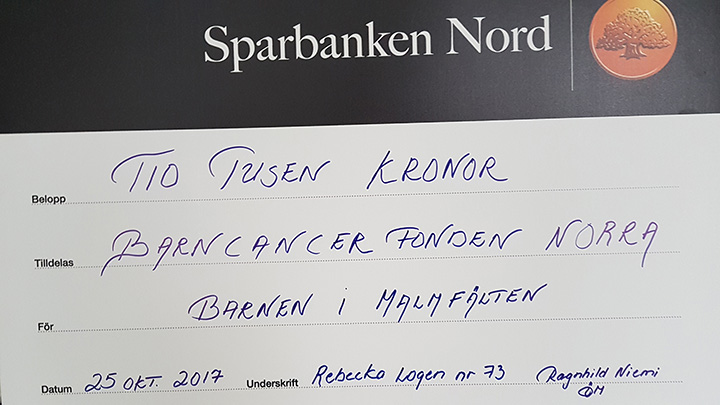 Sparbanken Nord
Belopp TIO TUSEN KRONOR
Tilldelas BARNCANCERFONDEN NORRA
För BARNEN i MALMFÄLTEN
Datum 25 OKT. 2017 Underskrift Rebecka Logen nr 73 Ragnhild Niemi
ÖM